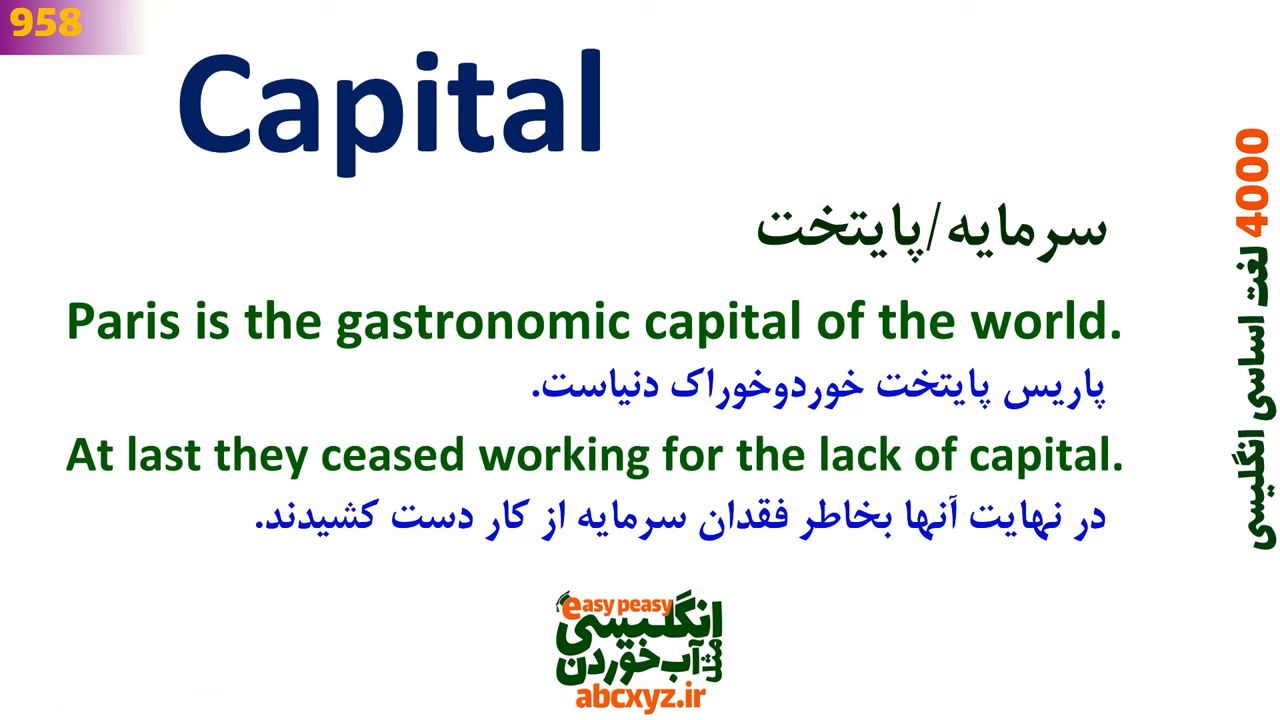 958
Capital
سرمایه/پایتخت
Paris is the gastronomic capital of the world.
پاریس پایتخت خوردوخوراک دنیاست.
At last they ceased working for the lack of capital.
در نهایت آنها بخاطر فقدان سرمایه از کار دست کشیدند.
4000 لغت اساسی انگلیسی
easy peasy
انگلیسی
مثل آب خوردن
abcxyz.ir